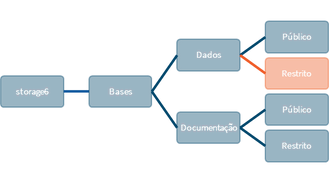 Público
Dados
Restrito
storage6
Bases
Público
Documentação
Restrito